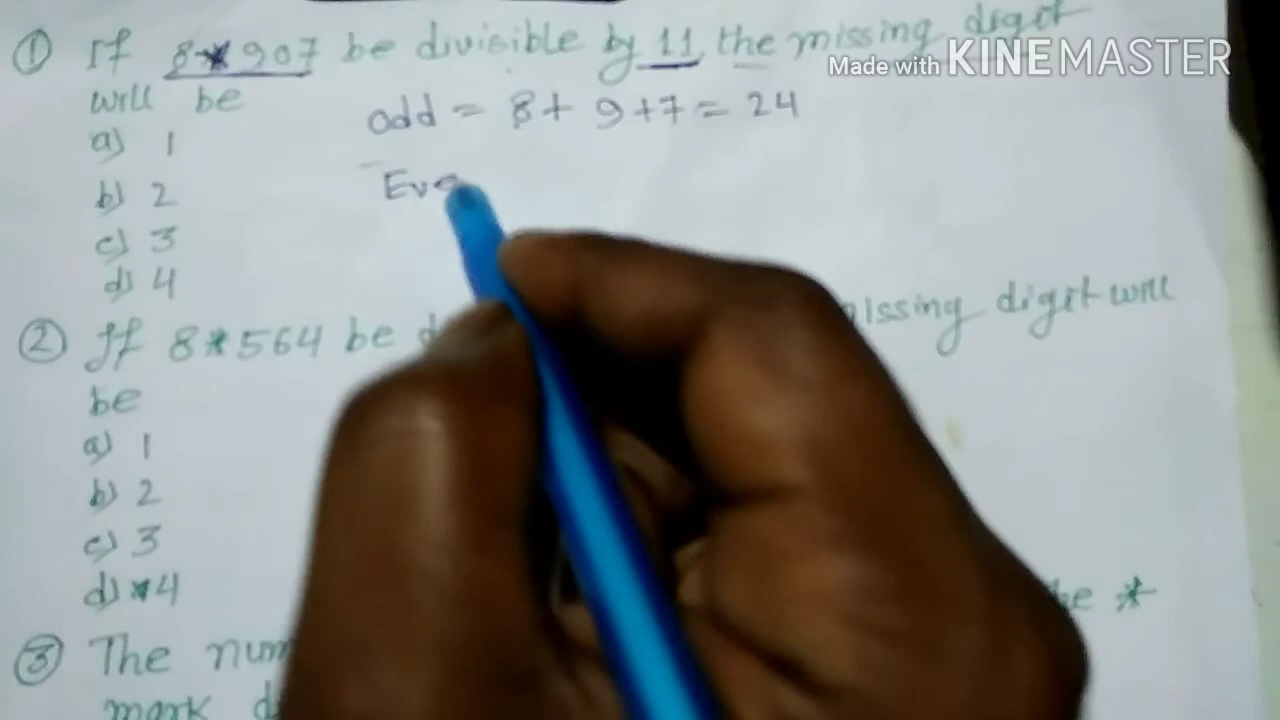 ① If 8*907 be divisible by 11 the missing digit
Made with KINEMASTER
will be
odd = 8+ 9+7 = 24
a) 1
Eve
b) 2
c) 3
d) 4
② If 8*564 be missing digit will
be
a) 1
b) 2
c) 3
d) *4
*
③ The
mark